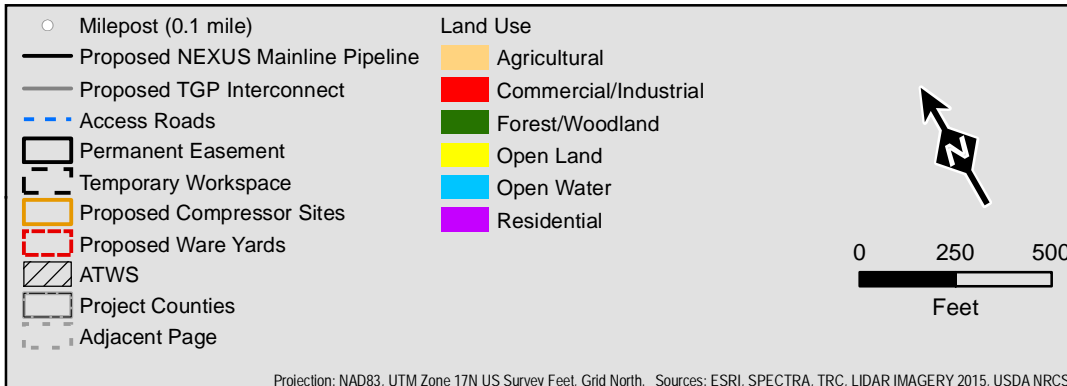 Milepost (0.1 mile)
Proposed NEXUS Mainline Pipeline
Proposed TGP Interconnect
Access Roads
Permanent Easement
Temporary Workspace
Proposed Compressor Sites
Proposed Ware Yards
ATWS
Project Counties
Adjacent Page
Land Use
Agricultural
Commercial/Industrial
Forest/Woodland
Open Land
Open Water
Residential
N
0 250 500
Feet
Projection: NAD83, UTM Zone 17N US Survey Feet, Grid North. Sources: ESRI, SPECTRA, TRC, LIDAR IMAGERY 2015, USDA NRCS